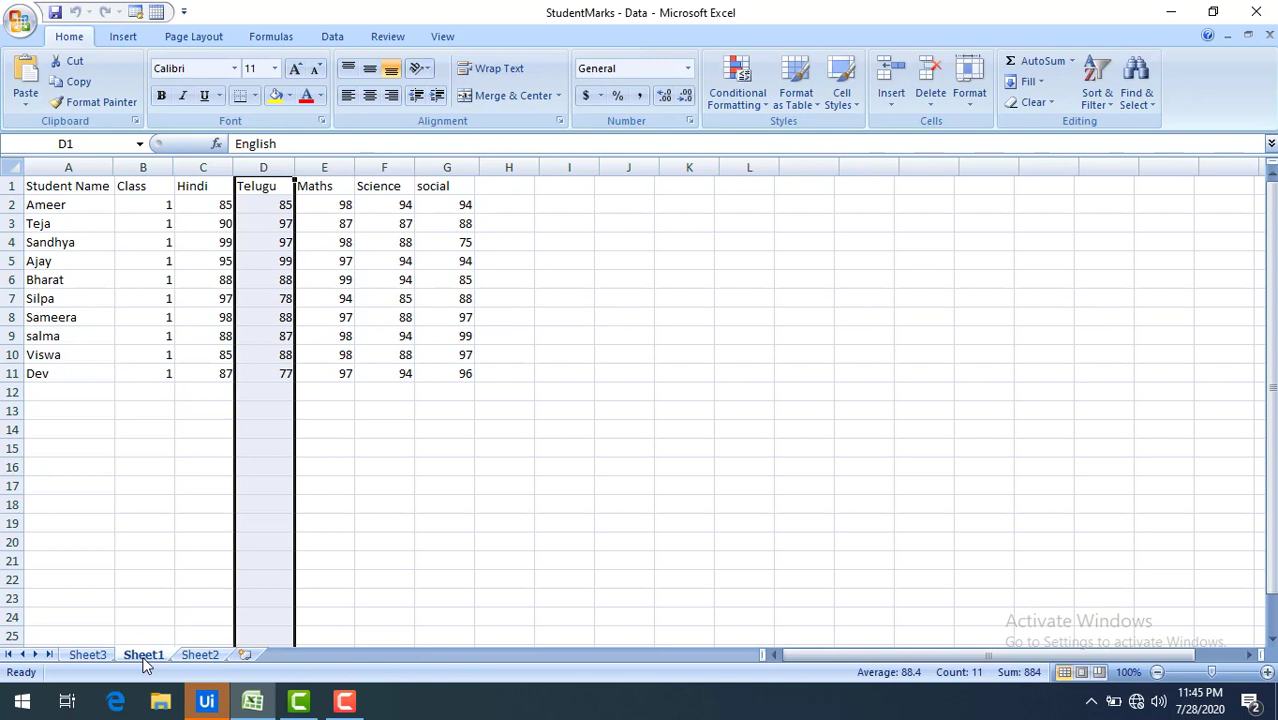 StudentMarks - Data - Microsoft Excel
Home Insert Page Layout Formulas Data Review View
Paste Cut Copy Format Painter Clipboard
Calibri 11 A A B I U A Font
Wrap Text Merge & Center Alignment
General $ % , .0 .00 .00 .0 Number
Conditional Formatting Format as Table Cell Styles Styles
Insert Delete Format Cells
Σ AutoSum Fill Clear Sort & Filter Find & Select Editing
D1 fx English
A B C D E F G H I J K L
1 Student Name Class Hindi Telugu Maths Science social
2 Ameer 1 85 85 98 94 94
3 Teja 1 90 97 87 87 88
4 Sandhya 1 99 97 98 88 75
5 Ajay 1 95 99 97 94 94
6 Bharat 1 88 88 99 94 85
7 Silpa 1 97 78 94 85 88
8 Sameera 1 98 88 97 88 97
9 salma 1 88 87 98 94 99
10 Viswa 1 85 88 98 88 97
11 Dev 1 87 77 97 94 96
12
13
14
15
16
17
18
19
20
21
22
23
24
25
Activate Windows
Go to Settings to activate Windows.
Sheet3 Sheet1 Sheet2
Ready Average: 88.4 Count: 11 Sum: 884 100%
Ui
11:45 PM
7/28/2020
2